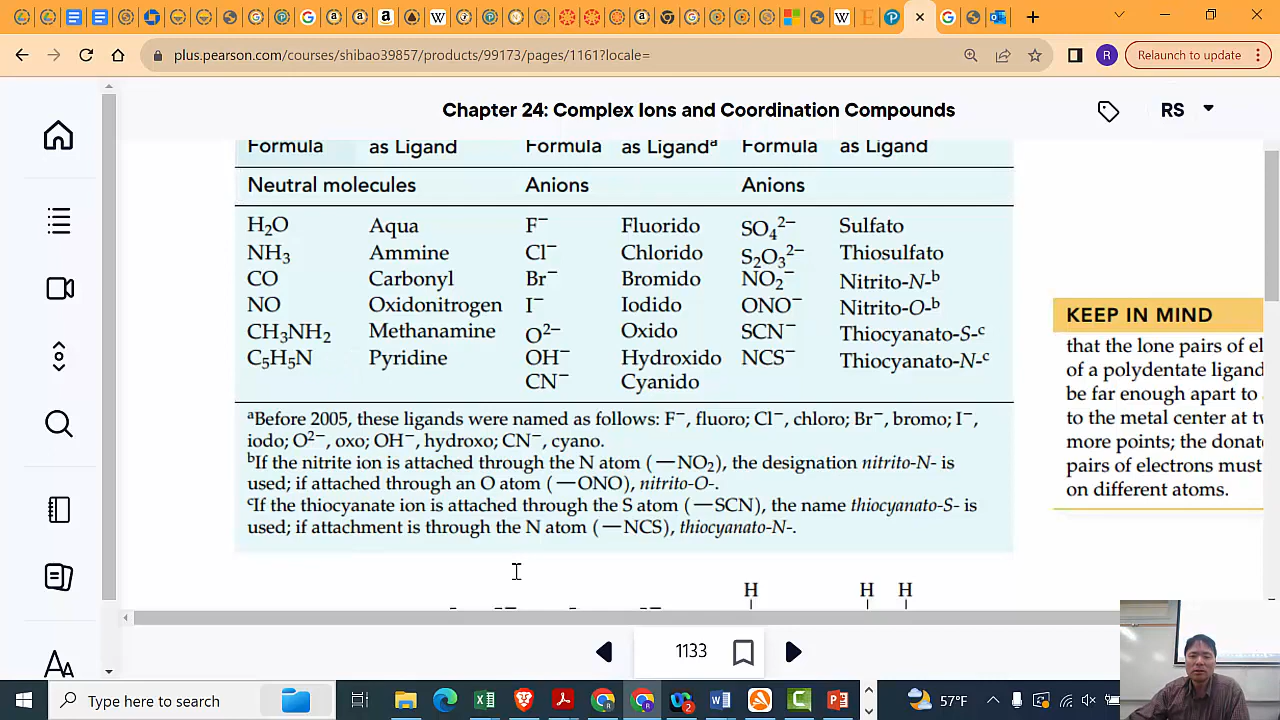 plus.pearson.com/courses/shibao39857/products/99173/pages/1161?locale=
R
Relaunch to update
Chapter 24: Complex Ions and Coordination Compounds
RS
Formula as Ligand Formula as Ligandᵃ Formula as Ligand
Neutral molecules Anions Anions
H₂O Aqua F⁻ Fluorido SO₄²⁻ Sulfato
NH₃ Ammine Cl⁻ Chlorido S₂O₃²⁻ Thiosulfato
CO Carbonyl Br⁻ Bromido NO₂⁻ Nitrito-N-ᵇ
NO Oxidonitrogen I⁻ Iodido ONO⁻ Nitrito-O-ᵇ
CH₃NH₂ Methanamine O²⁻ Oxido SCN⁻ Thiocyanato-S-ᶜ
C₅H₅N Pyridine OH⁻ Hydroxido NCS⁻ Thiocyanato-N-ᶜ
CN⁻ Cyanido
ᵃBefore 2005, these ligands were named as follows: F⁻, fluoro; Cl⁻, chloro; Br⁻, bromo; I⁻,
iodo; O²⁻, oxo; OH⁻, hydroxo; CN⁻, cyano.
ᵇIf the nitrite ion is attached through the N atom (—NO₂), the designation nitrito-N- is
used; if attached through an O atom (—ONO), nitrito-O-.
ᶜIf the thiocyanate ion is attached through the S atom (—SCN), the name thiocyanato-S- is
used; if attachment is through the N atom (—NCS), thiocyanato-N-.
KEEP IN MIND
that the lone pairs of el
of a polydentate ligand
be far enough apart to
to the metal center at tw
more points; the donat
pairs of electrons must
on different atoms.
H H H
1133
AA
Type here to search
2
57°F